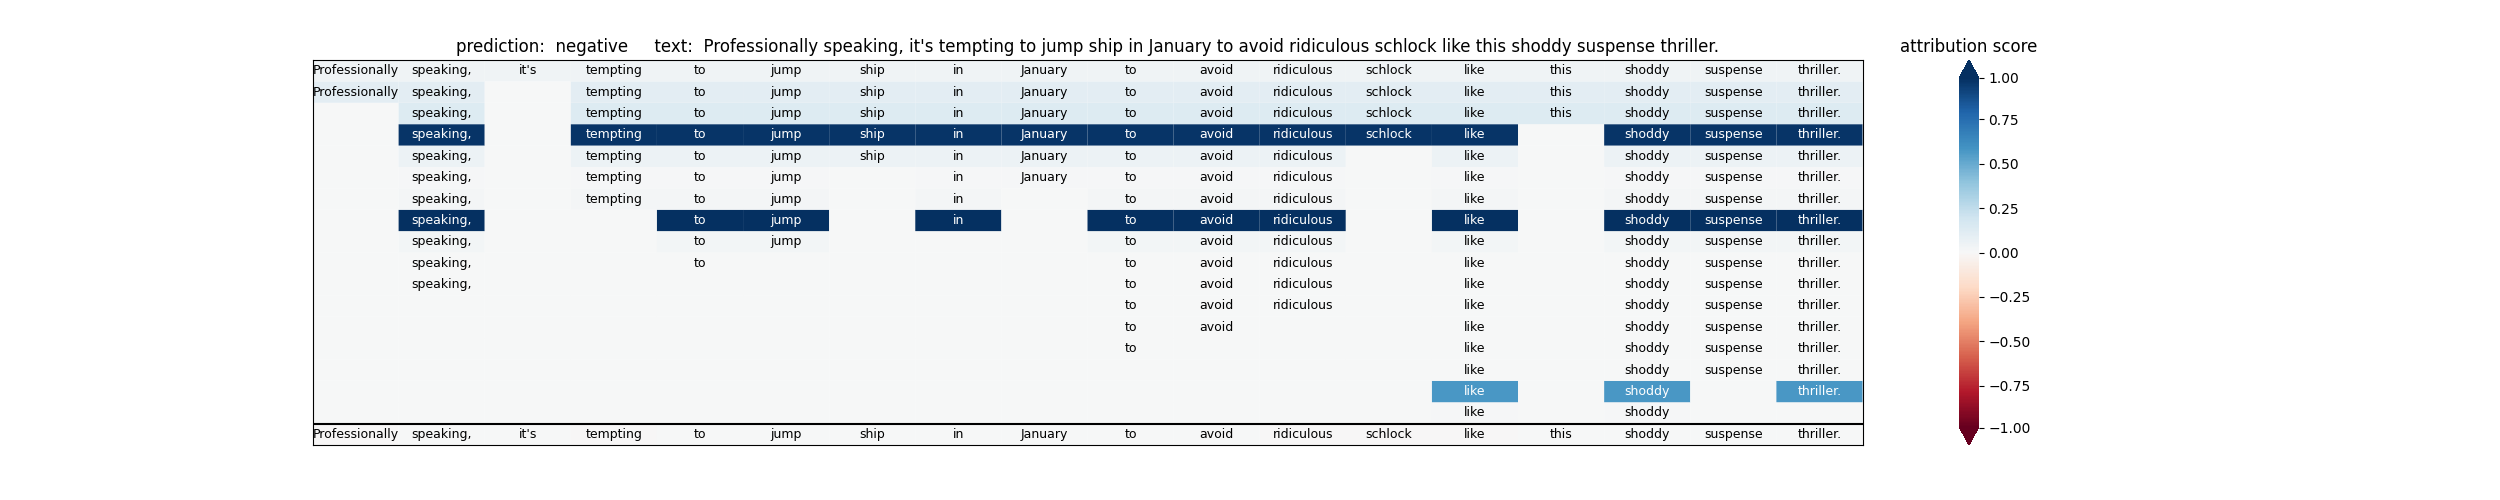 prediction:  negative     text:  Professionally speaking, it's tempting to jump ship in January to avoid ridiculous schlock like this shoddy suspense thriller.
attribution score
Professionally speaking, it's tempting to jump ship in January to avoid ridiculous schlock like this shoddy suspense thriller.
Professionally speaking, tempting to jump ship in January to avoid ridiculous schlock like this shoddy suspense thriller.
speaking, tempting to jump ship in January to avoid ridiculous schlock like this shoddy suspense thriller.
speaking, tempting to jump ship in January to avoid ridiculous schlock like shoddy suspense thriller.
speaking, tempting to jump ship in January to avoid ridiculous like shoddy suspense thriller.
speaking, tempting to jump in January to avoid ridiculous like shoddy suspense thriller.
speaking, tempting to jump in to avoid ridiculous like shoddy suspense thriller.
speaking, to jump in to avoid ridiculous like shoddy suspense thriller.
speaking, to jump to avoid ridiculous like shoddy suspense thriller.
speaking, to to avoid ridiculous like shoddy suspense thriller.
speaking, to avoid ridiculous like shoddy suspense thriller.
to avoid ridiculous like shoddy suspense thriller.
to avoid like shoddy suspense thriller.
to like shoddy suspense thriller.
like shoddy suspense thriller.
like shoddy thriller.
like shoddy
Professionally speaking, it's tempting to jump ship in January to avoid ridiculous schlock like this shoddy suspense thriller.
1.00
0.75
0.50
0.25
0.00
−0.25
−0.50
−0.75
−1.00